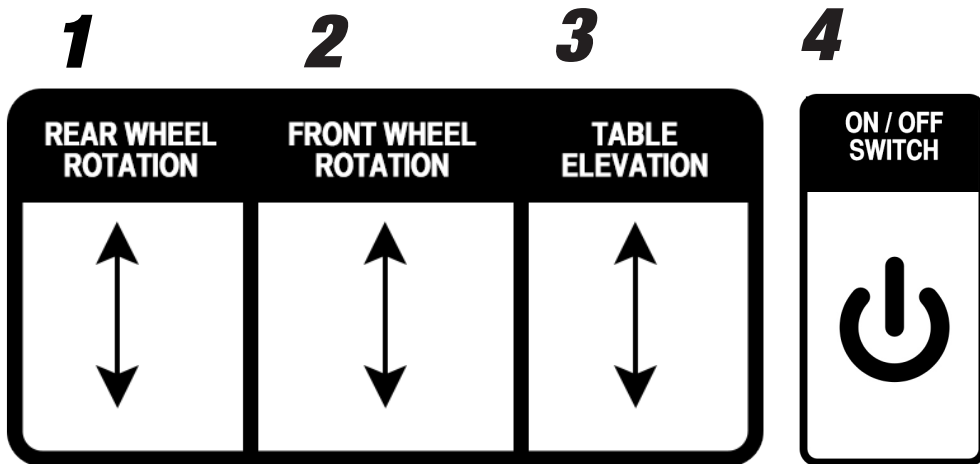 1
2
3
4
REAR WHEEL
ROTATION
FRONT WHEEL
ROTATION
TABLE
ELEVATION
ON / OFF
SWITCH